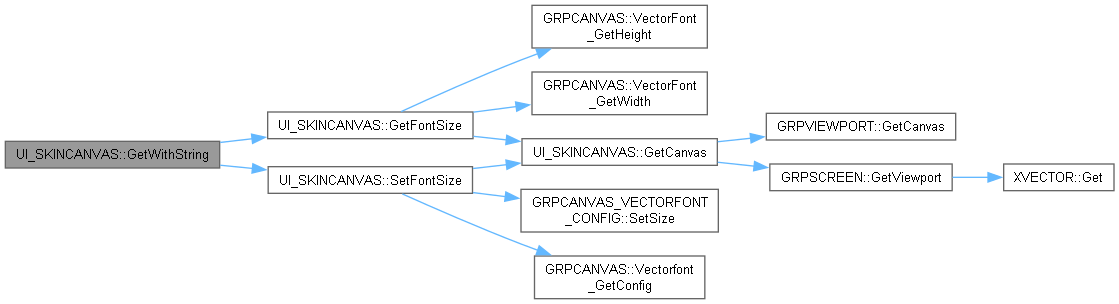 GRPCANVAS::VectorFont
_GetHeight
GRPCANVAS::VectorFont
_GetWidth
UI_SKINCANVAS::GetFontSize
GRPVIEWPORT::GetCanvas
UI_SKINCANVAS::GetWithString
UI_SKINCANVAS::GetCanvas
UI_SKINCANVAS::SetFontSize
GRPSCREEN::GetViewport
XVECTOR::Get
GRPCANVAS_VECTORFONT
_CONFIG::SetSize
GRPCANVAS::Vectorfont
_GetConfig